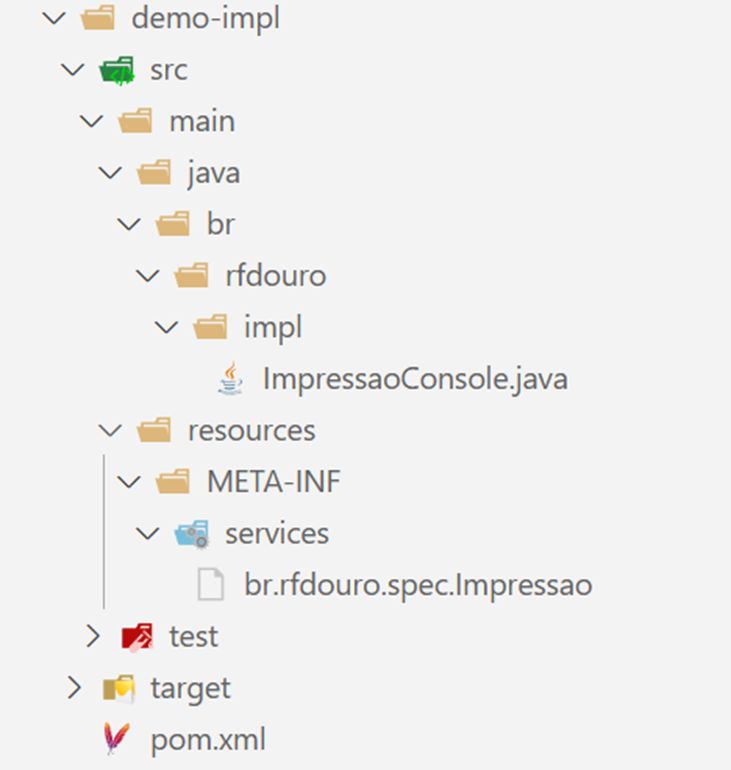 demo-impl
src
main
java
br
rfdouro
impl
ImpressaoConsole.java
resources
META-INF
services
br.rfdouro.spec.Impressao
test
target
pom.xml